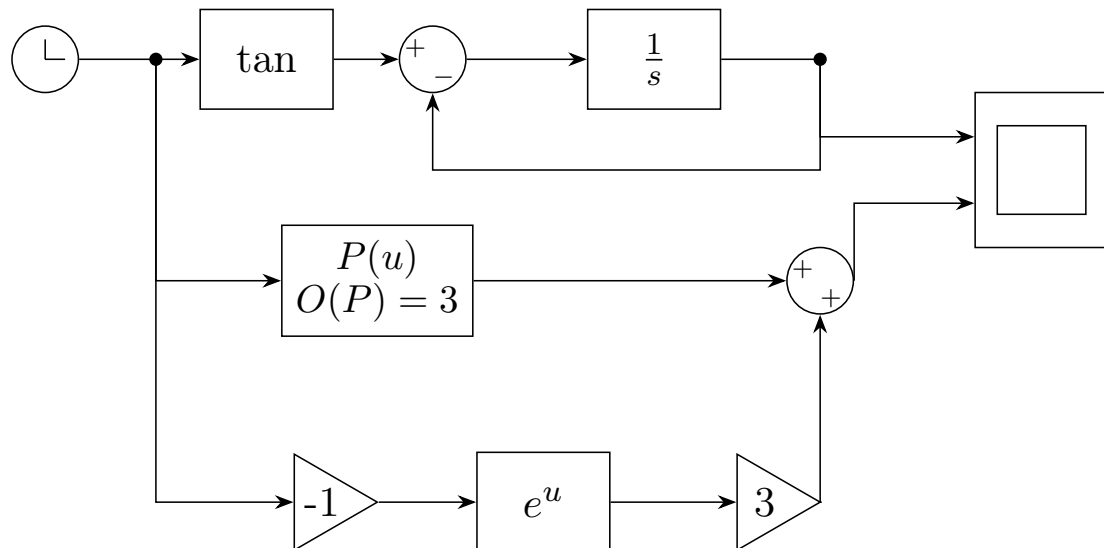 tan
+
−
1
s
P(u)
O(P) = 3
+
+
-1
e^u
3